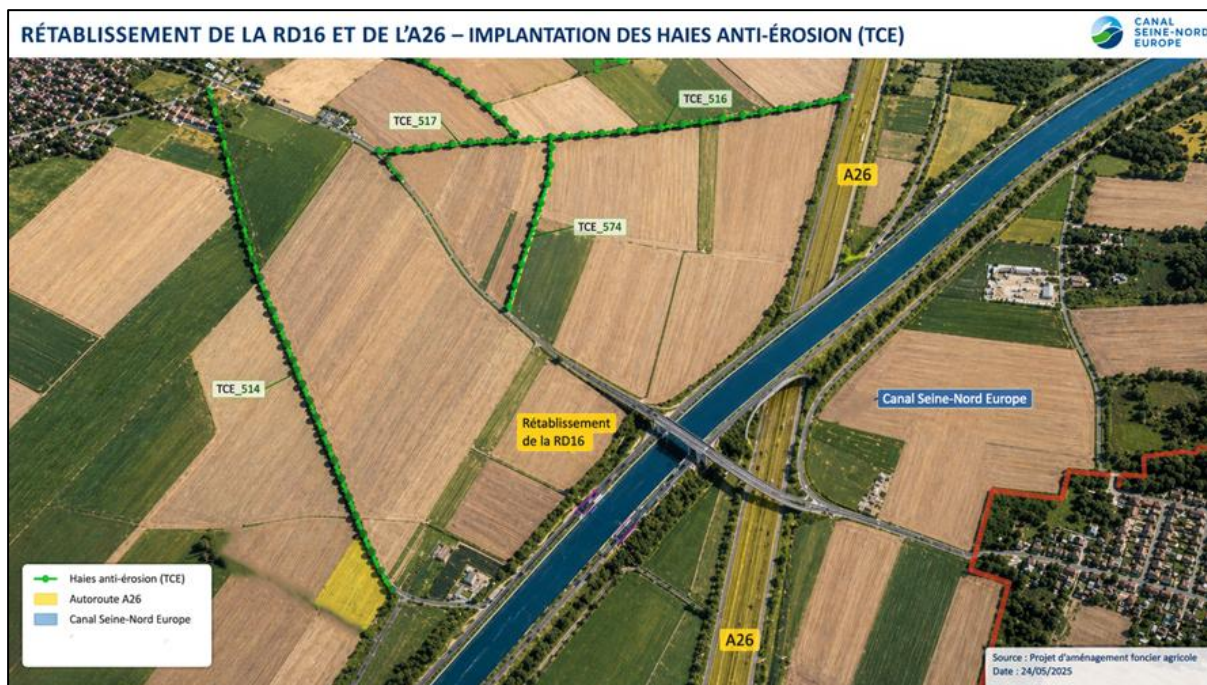 RÉTABLISSEMENT DE LA RD16 ET DE L'A26 – IMPLANTATION DES HAIES ANTI-ÉROSION (TCE)
CANAL
SEINE-NORD
EUROPE
TCE_516
TCE_517
A26
TCE_574
TCE_514
Canal Seine-Nord Europe
Rétablissement
de la RD16
Haies anti-érosion (TCE)
Autoroute A26
Canal Seine-Nord Europe
A26
Source : Projet d'aménagement foncier agricole
Date : 24/05/2025